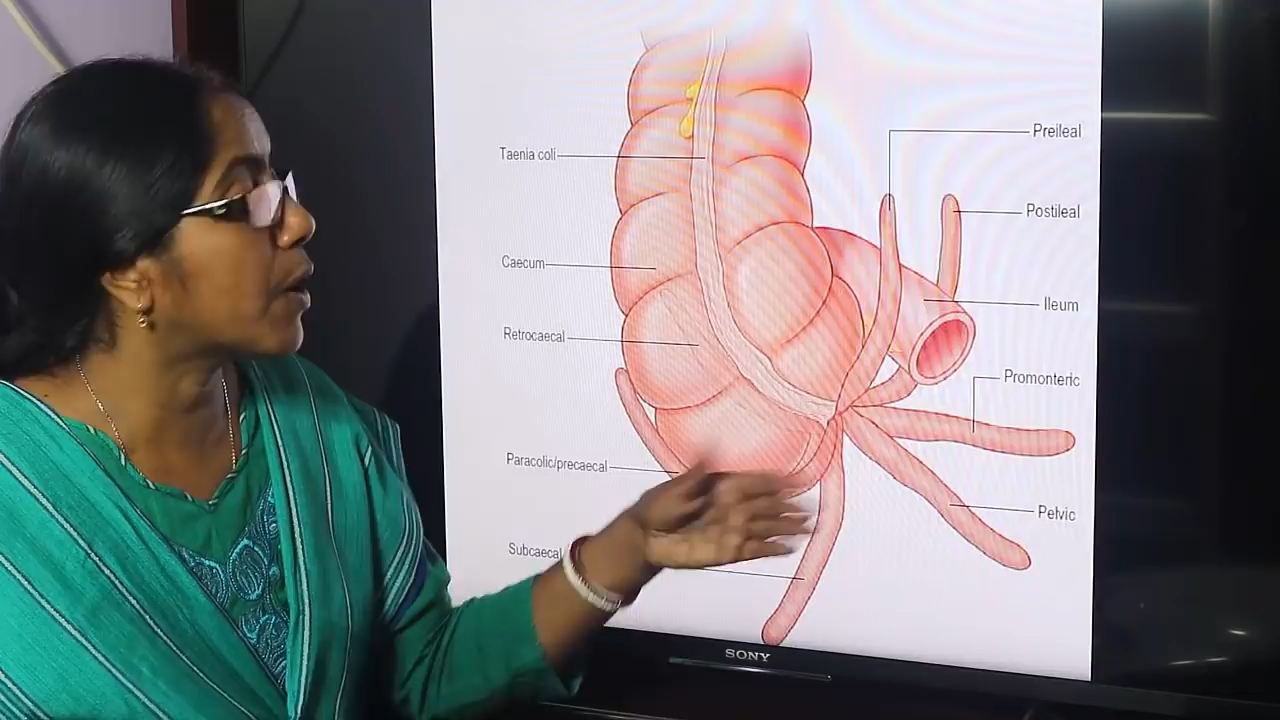 Preileal
Taenia coli
Postileal
Caecum
Ileum
Retrocaecal
Promonteric
Paracolic/precaecal
Pelvic
Subcaecal
SONY